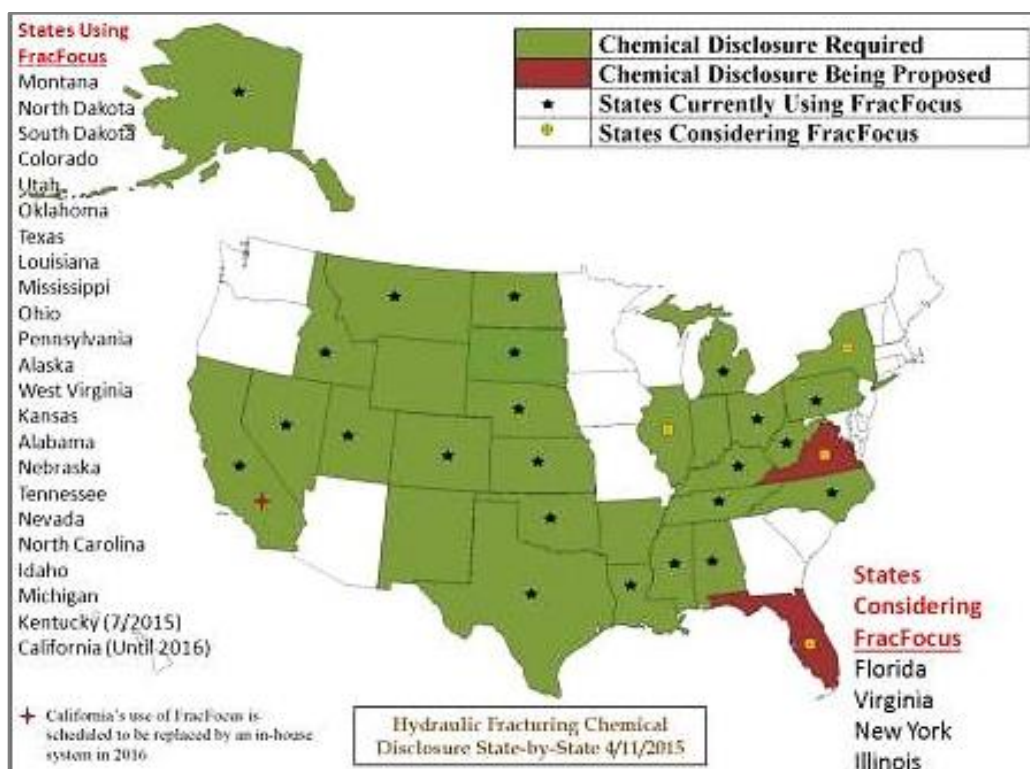 States Using
FracFocus
Montana
North Dakota
South Dakota
Colorado
Utah
Oklahoma
Texas
Louisiana
Mississippi
Ohio
Pennsylvania
Alaska
West Virginia
Kansas
Alabama
Nebraska
Tennessee
Nevada
North Carolina
Idaho
Michigan
Kentucky (7/2015)
California (Until 2016)
Chemical Disclosure Required
Chemical Disclosure Being Proposed
States Currently Using FracFocus
States Considering FracFocus
States
Considering
FracFocus
Florida
Virginia
New York
Illinois
California's use of FracFocus is
scheduled to be replaced by an in-house
system in 2016
Hydraulic Fracturing Chemical
Disclosure State-by-State 4/11/2015